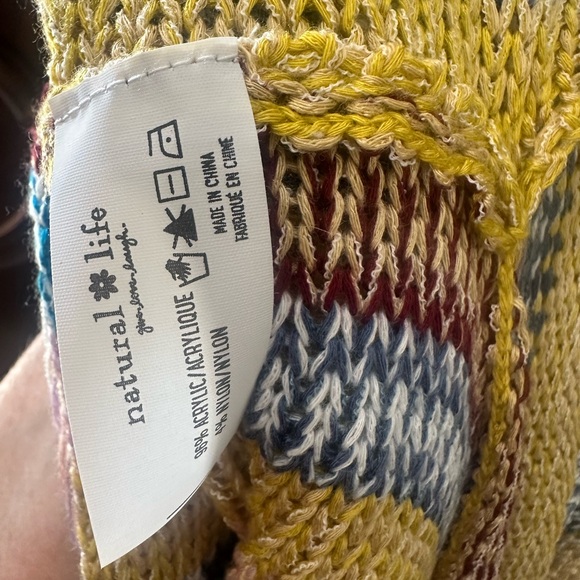 natural life
give. love. laugh.
96% ACRYLIC/ACRYLIQUE
4% NYLON/NYLON
MADE IN CHINA
FABRIQUÉ EN CHINE